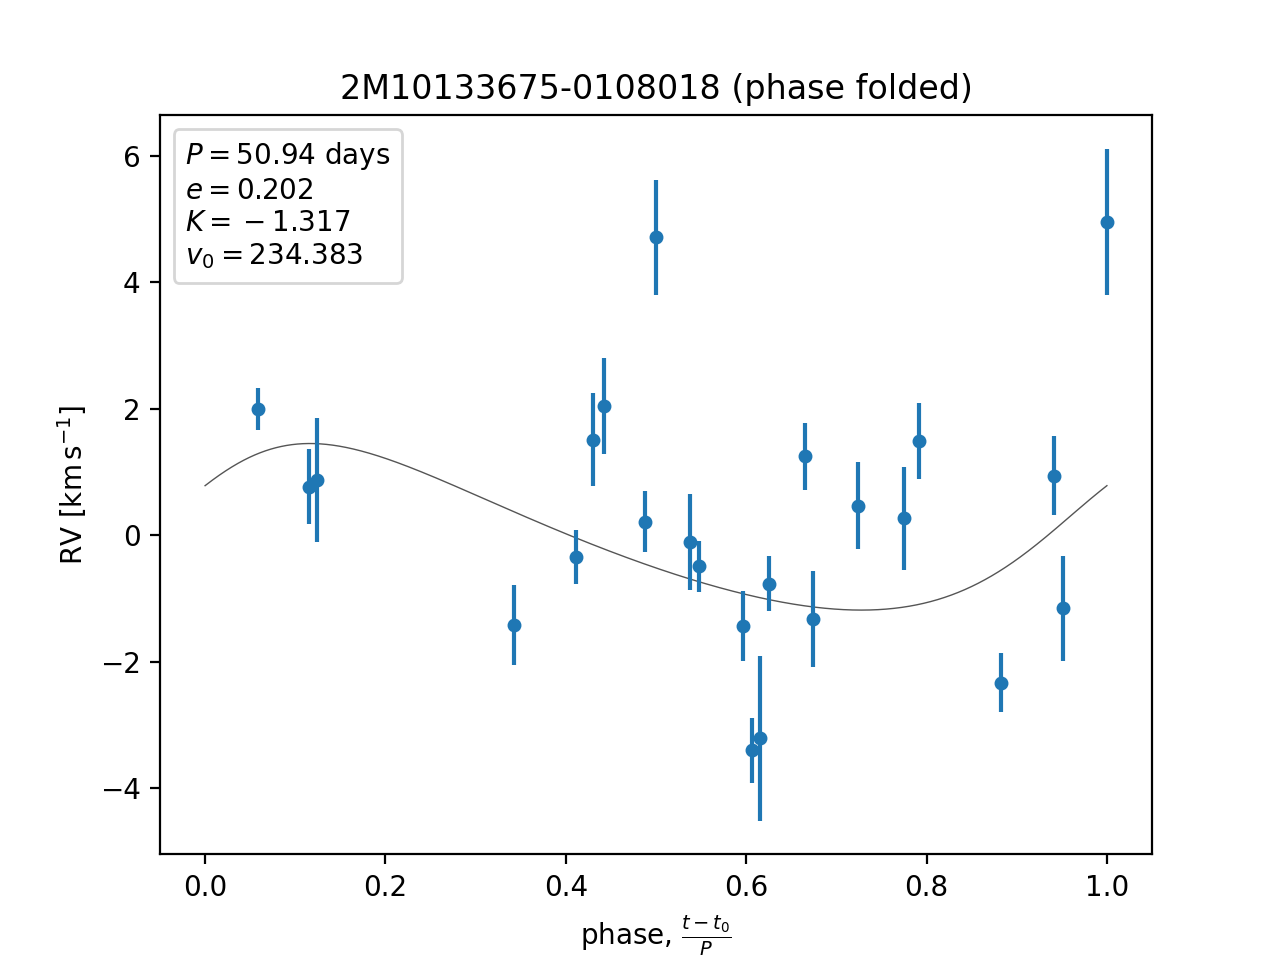 2M10133675-0108018 (phase folded)
P = 50.94 days
e = 0.202
K = −1.317
v₀ = 234.383
6
4
2
0
−2
−4
RV [km s⁻¹]
0.0 0.2 0.4 0.6 0.8 1.0
phase, (t − t₀)/P